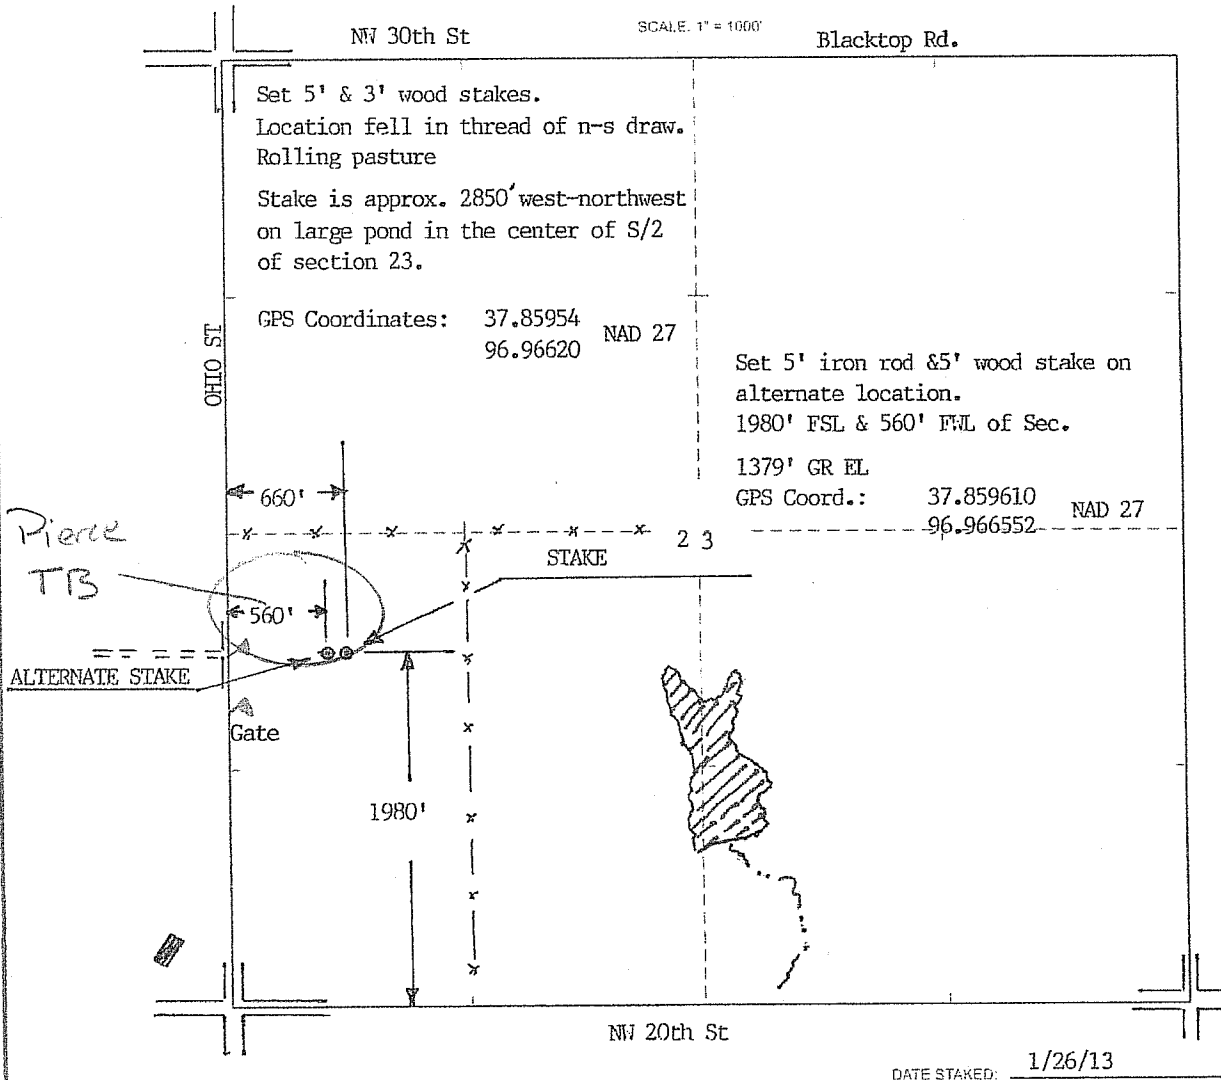 SCALE: 1" = 1000'
NW 30th St
Blacktop Rd.
Set 5' & 3' wood stakes.
Location fell in thread of n-s draw.
Rolling pasture
Stake is approx. 2850' west-northwest
on large pond in the center of S/2
of section 23.
GPS Coordinates: 37.85954
96.96620
NAD 27
OHIO ST
Set 5' iron rod &5' wood stake on
alternate location.
1980' FSL & 560' FWL of Sec.
1379' GR EL
GPS Coord.: 37.859610
96.966552
NAD 27
660'
23
STAKE
Pierce
TB
560'
ALTERNATE STAKE
Gate
1980'
NW 20th St
DATE STAKED: 1/26/13